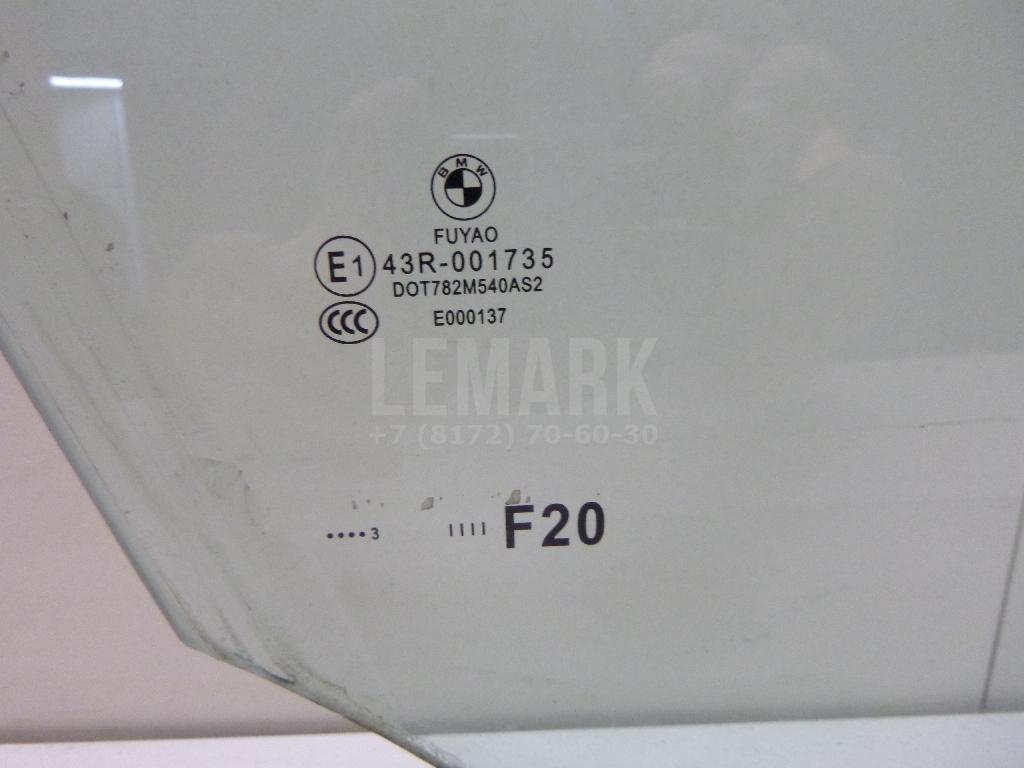 BMW
FUYAO
E1 43R-001735
DOT782M540AS2
CCC E000137
LEMARK
+7 (8172) 70-60-30
••••3 |||| F20